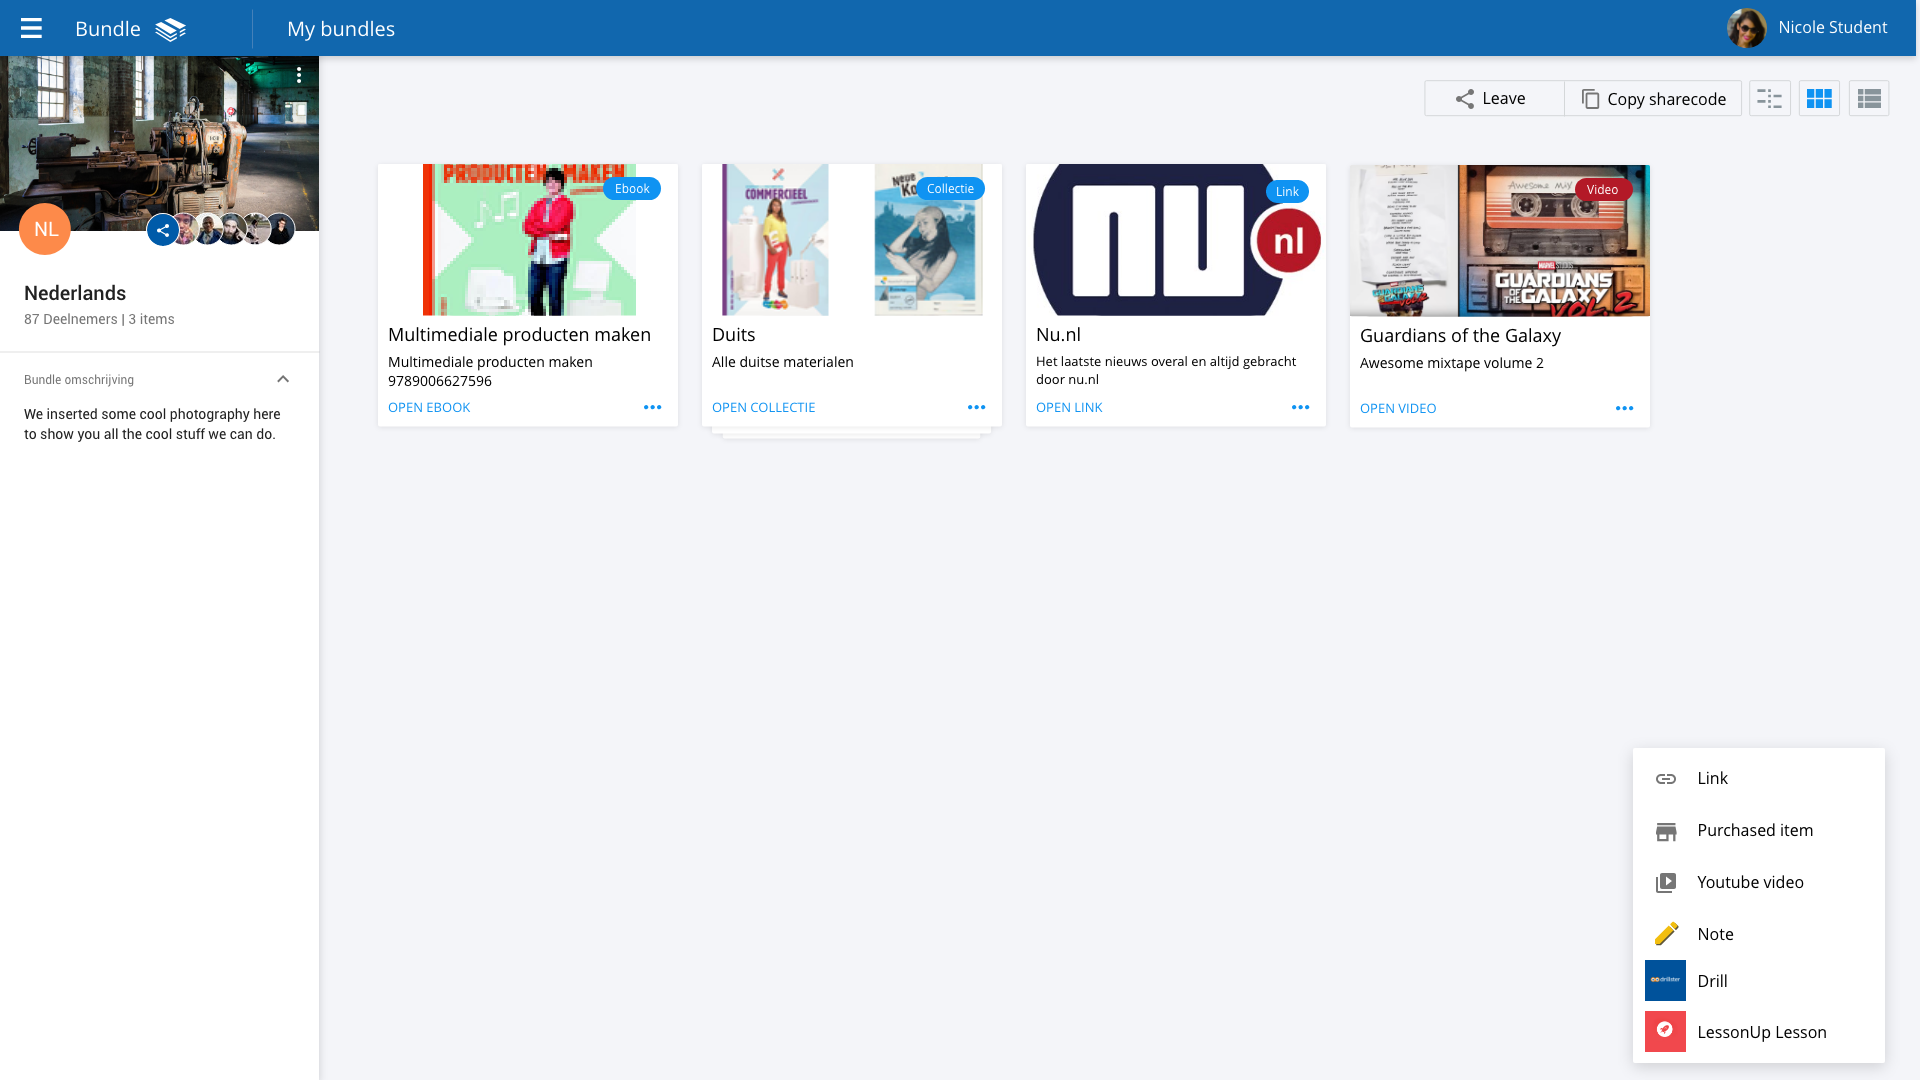 Bundle
My bundles
Nicole Student
Leave
Copy sharecode
NL
Nederlands
87 Deelnemers | 3 items
Bundle omschrijving
We inserted some cool photography here
to show you all the cool stuff we can do.
PRODUCTEN MAKEN
Ebook
Multimediale producten maken
Multimediale producten maken
9789006627596
OPEN EBOOK
COMMERCIEEL
Collectie
Duits
Alle duitse materialen
OPEN COLLECTIE
nu
nl
Link
Nu.nl
Het laatste nieuws overal en altijd gebracht
door nu.nl
OPEN LINK
Awesome Mix
Video
MARVEL STUDIOS
GUARDIANS
OF THE GALAXY
VOL. 2
Guardians of the Galaxy
Awesome mixtape volume 2
OPEN VIDEO
Link
Purchased item
Youtube video
Note
drillster
Drill
LessonUp Lesson